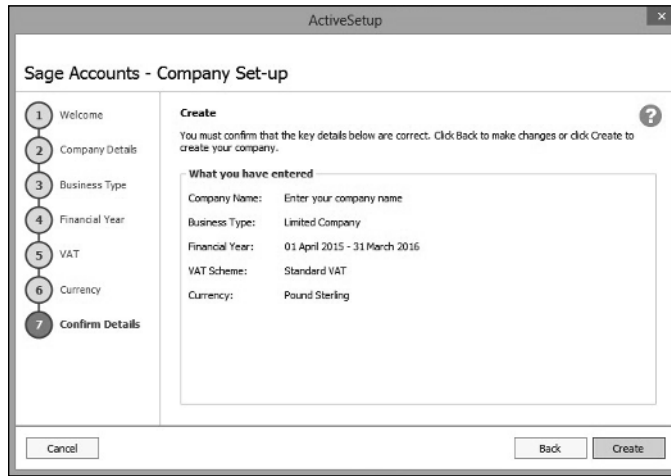 ActiveSetup
x
Sage Accounts - Company Set-up
1 Welcome
2 Company Details
3 Business Type
4 Financial Year
5 VAT
6 Currency
7 Confirm Details
Create
?
You must confirm that the key details below are correct. Click Back to make changes or click Create to
create your company.
What you have entered
Company Name: Enter your company name
Business Type: Limited Company
Financial Year: 01 April 2015 - 31 March 2016
VAT Scheme: Standard VAT
Currency: Pound Sterling
Cancel Back Create